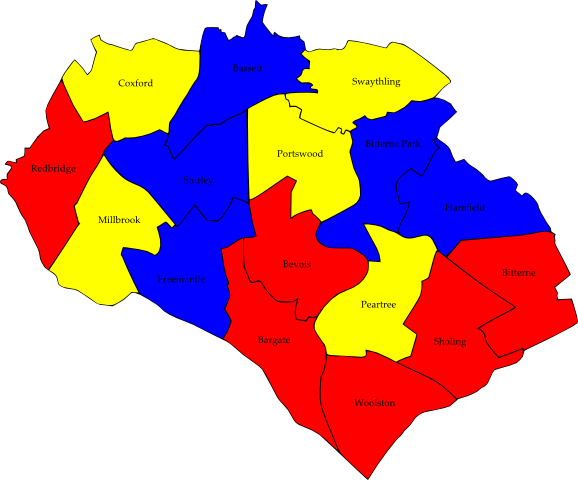 Bassett
Coxford
Swaythling
Bitterne Park
Portswood
Redbridge
Shirley
Harefield
Millbrook
Bevois
Bitterne
Freemantle
Peartree
Bargate
Sholing
Woolston